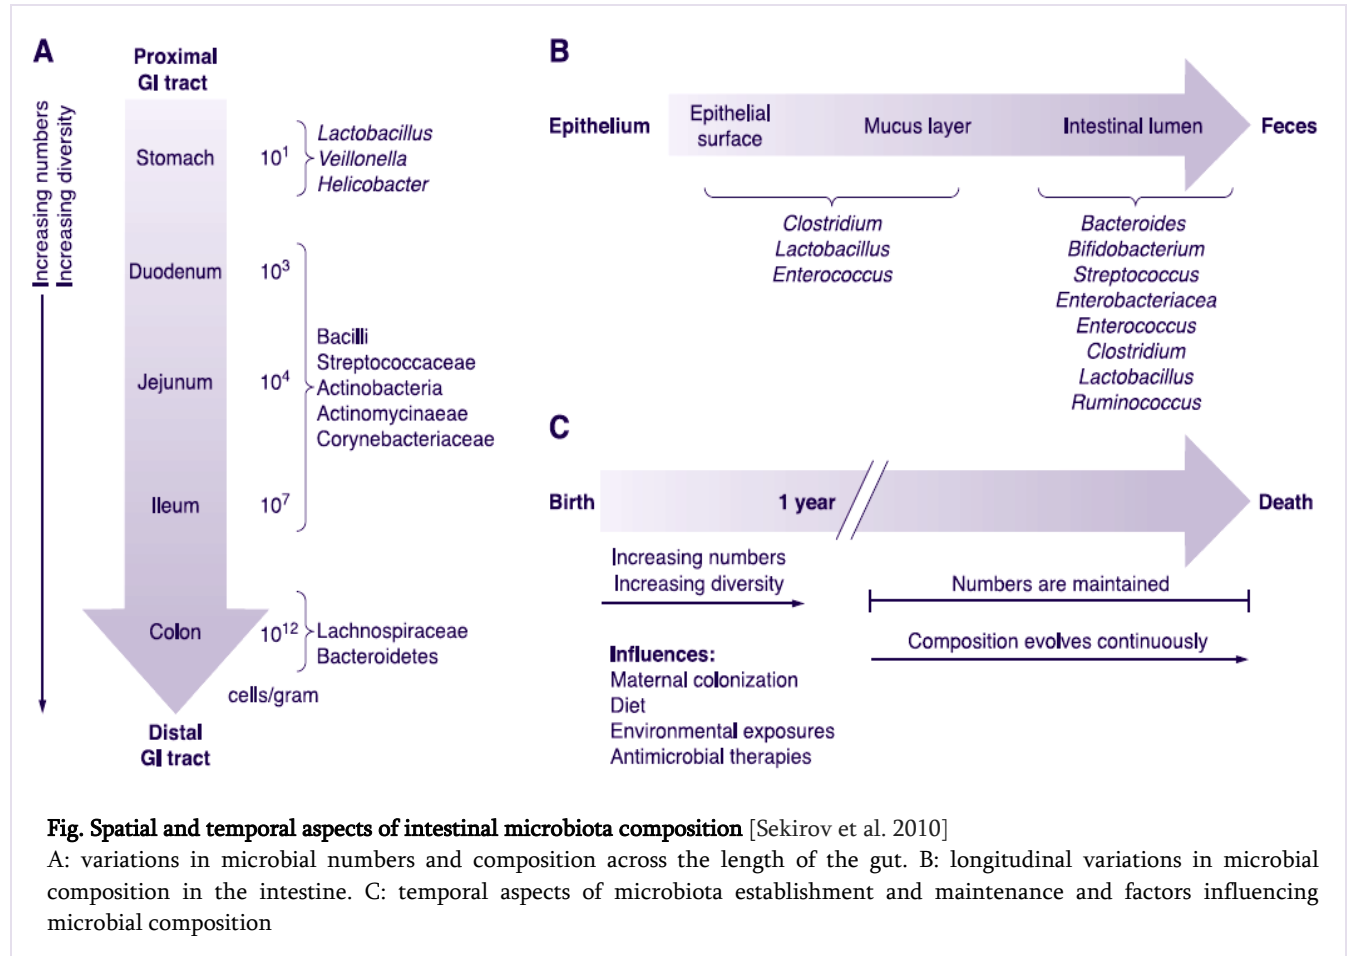 A
Proximal
GI tract
Increasing numbers
Increasing diversity
Stomach
10¹
Lactobacillus
Veillonella
Helicobacter
Duodenum
10³
Jejunum
10⁴
Ileum
10⁷
Bacilli
Streptococcaceae
Actinobacteria
Actinomycinaeae
Corynebacteriaceae
Colon
10¹²
Lachnospiraceae
Bacteroidetes
cells/gram
Distal
GI tract
B
Epithelium
Epithelial
surface
Mucus layer
Intestinal lumen
Feces
Clostridium
Lactobacillus
Enterococcus
Bacteroides
Bifidobacterium
Streptococcus
Enterobacteriacea
Enterococcus
Clostridium
Lactobacillus
Ruminococcus
C
Birth
1 year
Death
Increasing numbers
Increasing diversity
Numbers are maintained
Composition evolves continuously
Influences:
Maternal colonization
Diet
Environmental exposures
Antimicrobial therapies
Fig. Spatial and temporal aspects of intestinal microbiota composition [Sekirov et al. 2010]
A: variations in microbial numbers and composition across the length of the gut. B: longitudinal variations in microbial
composition in the intestine. C: temporal aspects of microbiota establishment and maintenance and factors influencing
microbial composition